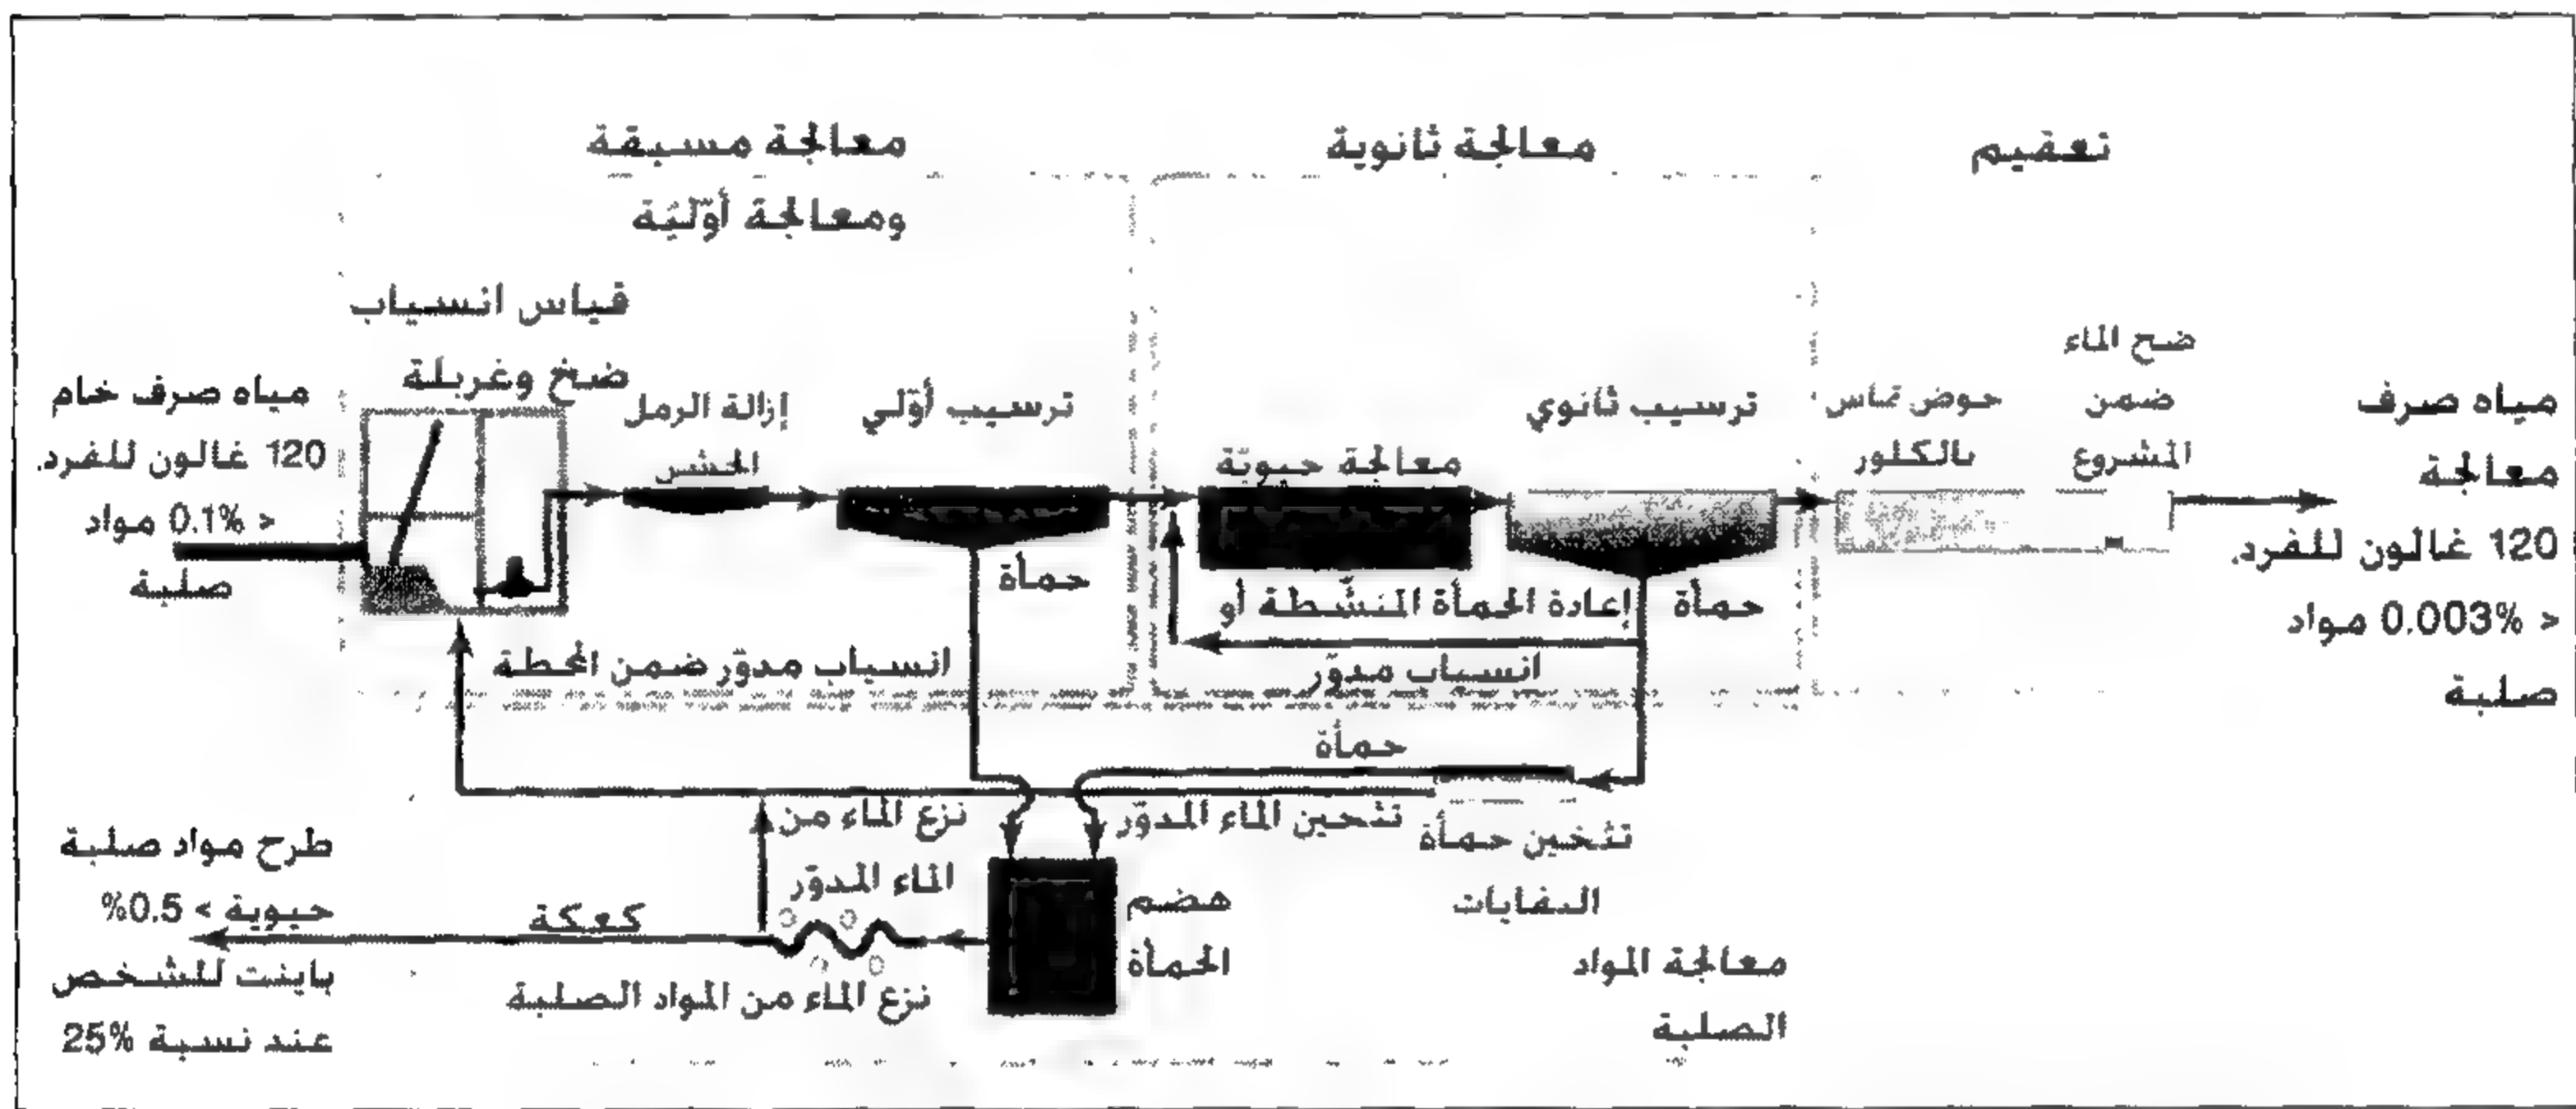 تعقيم
معالجة ثانوية
معالجة مسبقة
ومعالجة أوّليّة
قياس انسياب
ضخ وغربلة
مياه صرف خام
120 غالون للفرد.
< 0.1% مواد
صلبة
إزالة الرمل
الخشن
ترسيب أوّلي
معالجة حيويّة
ترسيب ثانوي
حوض تماس
بالكلور
ضخ الماء
ضمن
المشروع
مياه صرف
معالجة
120 غالون للفرد.
< 0.003% مواد
صلبة
حمأة
إعادة الحمأة المنشّطة أو
انسياب مدوّر
حمأة
انسياب مدوّر ضمن المحطة
حمأة
نزع الماء من
الماء المدوّر
تثخين الماء المدوّر
تثخين حمأة
النفايات
هضم
الحمأة
معالجة المواد
الصلبة
كعكة
نزع الماء من المواد الصلبة
طرح مواد صلبة
حيوية > 0.5%
باينت للشخص
عند نسبة 25%